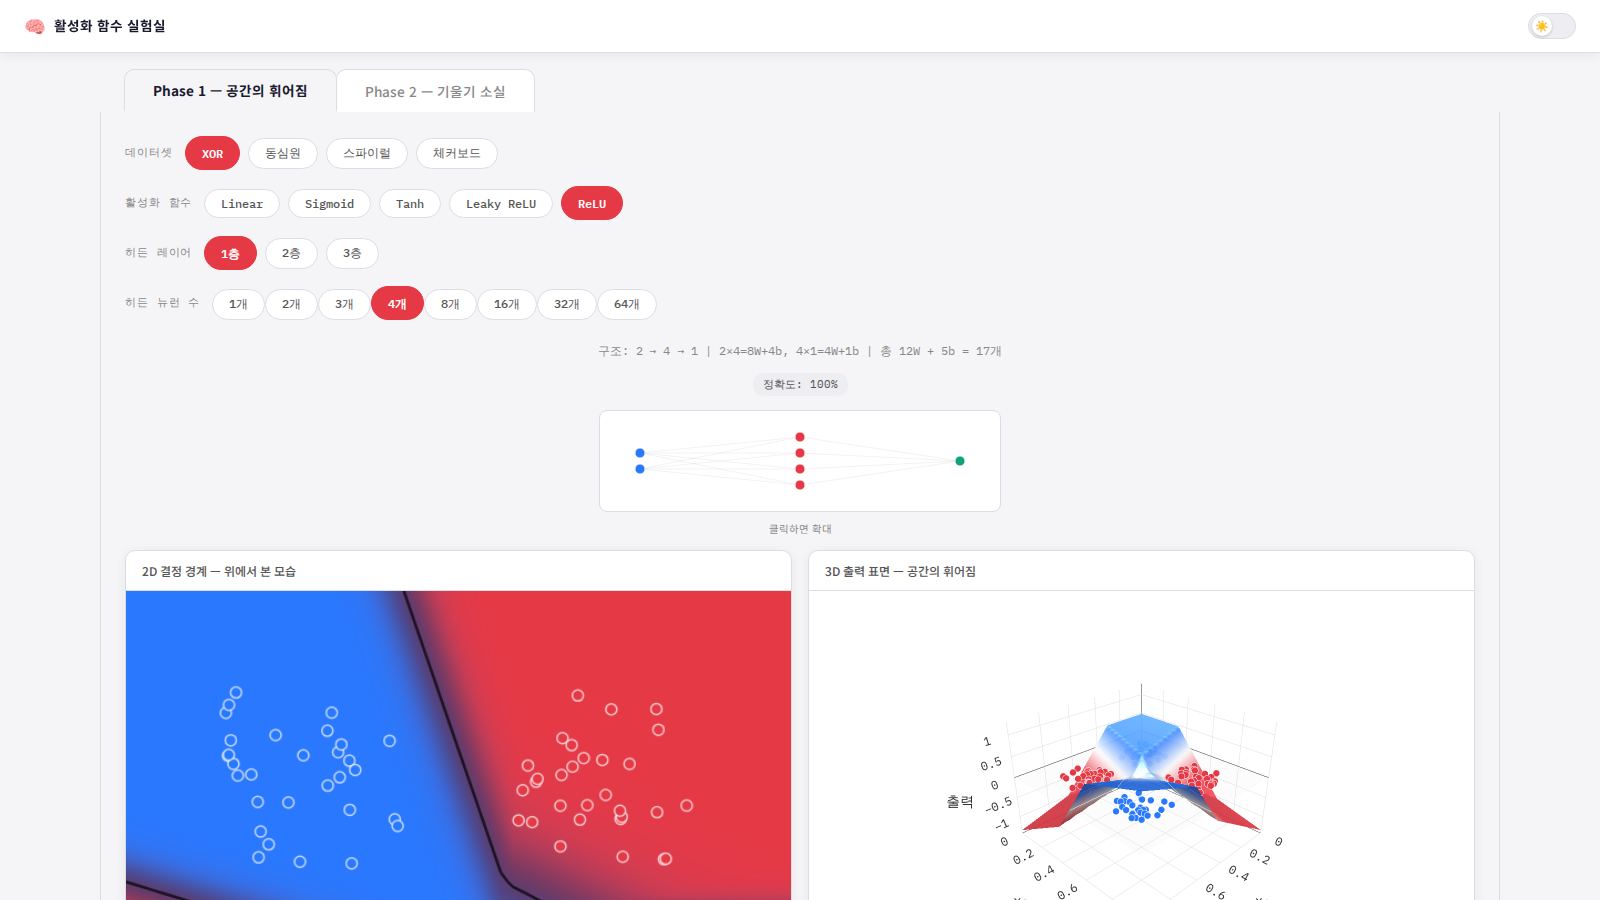 🧠 활성화 함수 실험실
Phase 1 — 공간의 휘어짐
Phase 2 — 기울기 소실
데이터셋 XOR 동심원 스파이럴 체커보드
활성화 함수 Linear Sigmoid Tanh Leaky ReLU ReLU
히든 레이어 1층 2층 3층
히든 뉴런 수 1개 2개 3개 4개 8개 16개 32개 64개
구조: 2 → 4 → 1 | 2×4=8W+4b, 4×1=4W+1b | 총 12W + 5b = 17개
정확도: 100%
클릭하면 확대
2D 결정 경계 — 위에서 본 모습
3D 출력 표면 — 공간의 휘어짐
출력
1
0.5
0
−0.5
−1
0
0.2
0.4
0.6
0
0.2
0.4
0.6